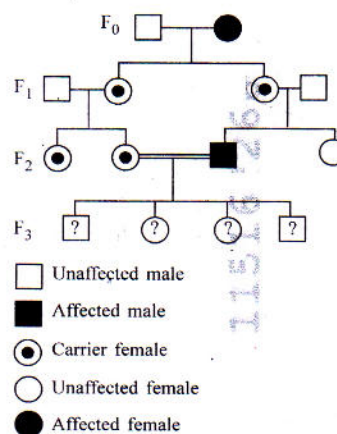 F₀
F₁
F₂
F₃
? ? ? ?
Unaffected male
Affected male
Carrier female
Unaffected female
Affected female